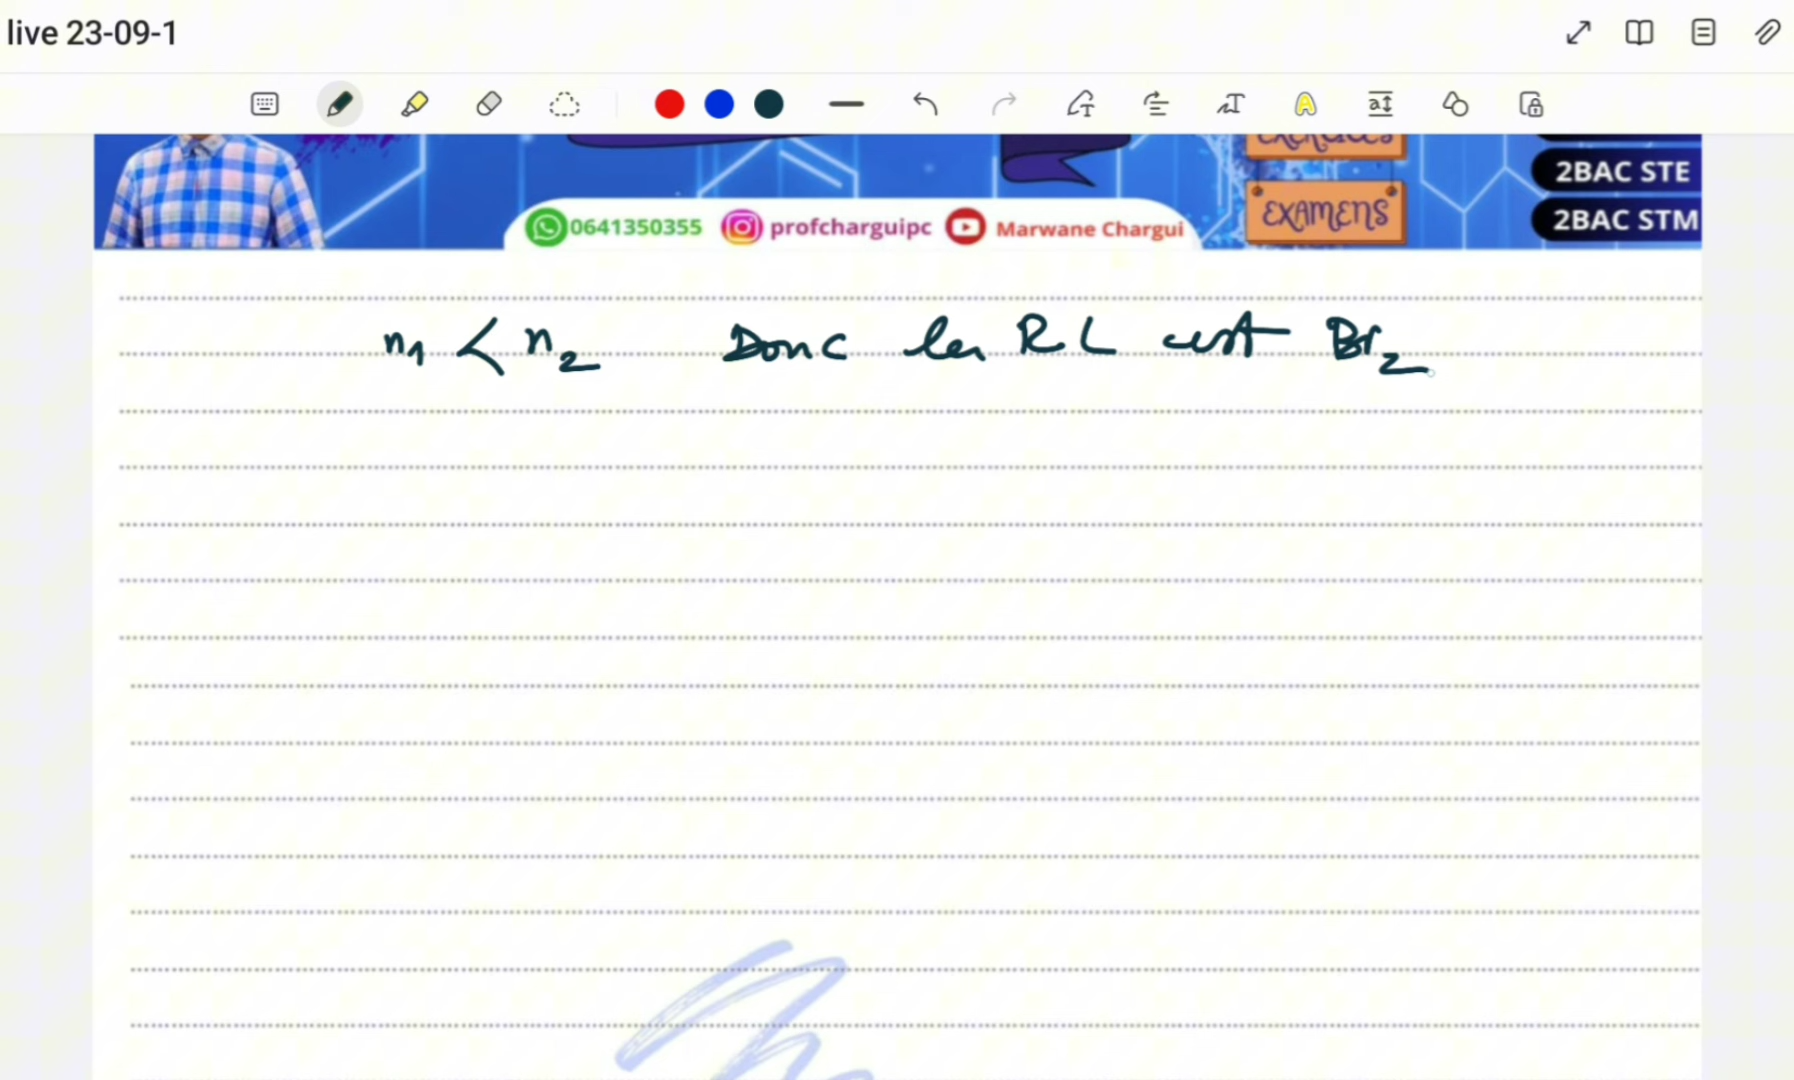 live 23-09-1
2BAC STE
EXAMENS
2BAC STM
0641350355 profcharguipc Marwane Chargui
n₁ < n₂ Donc le RL est Br₂